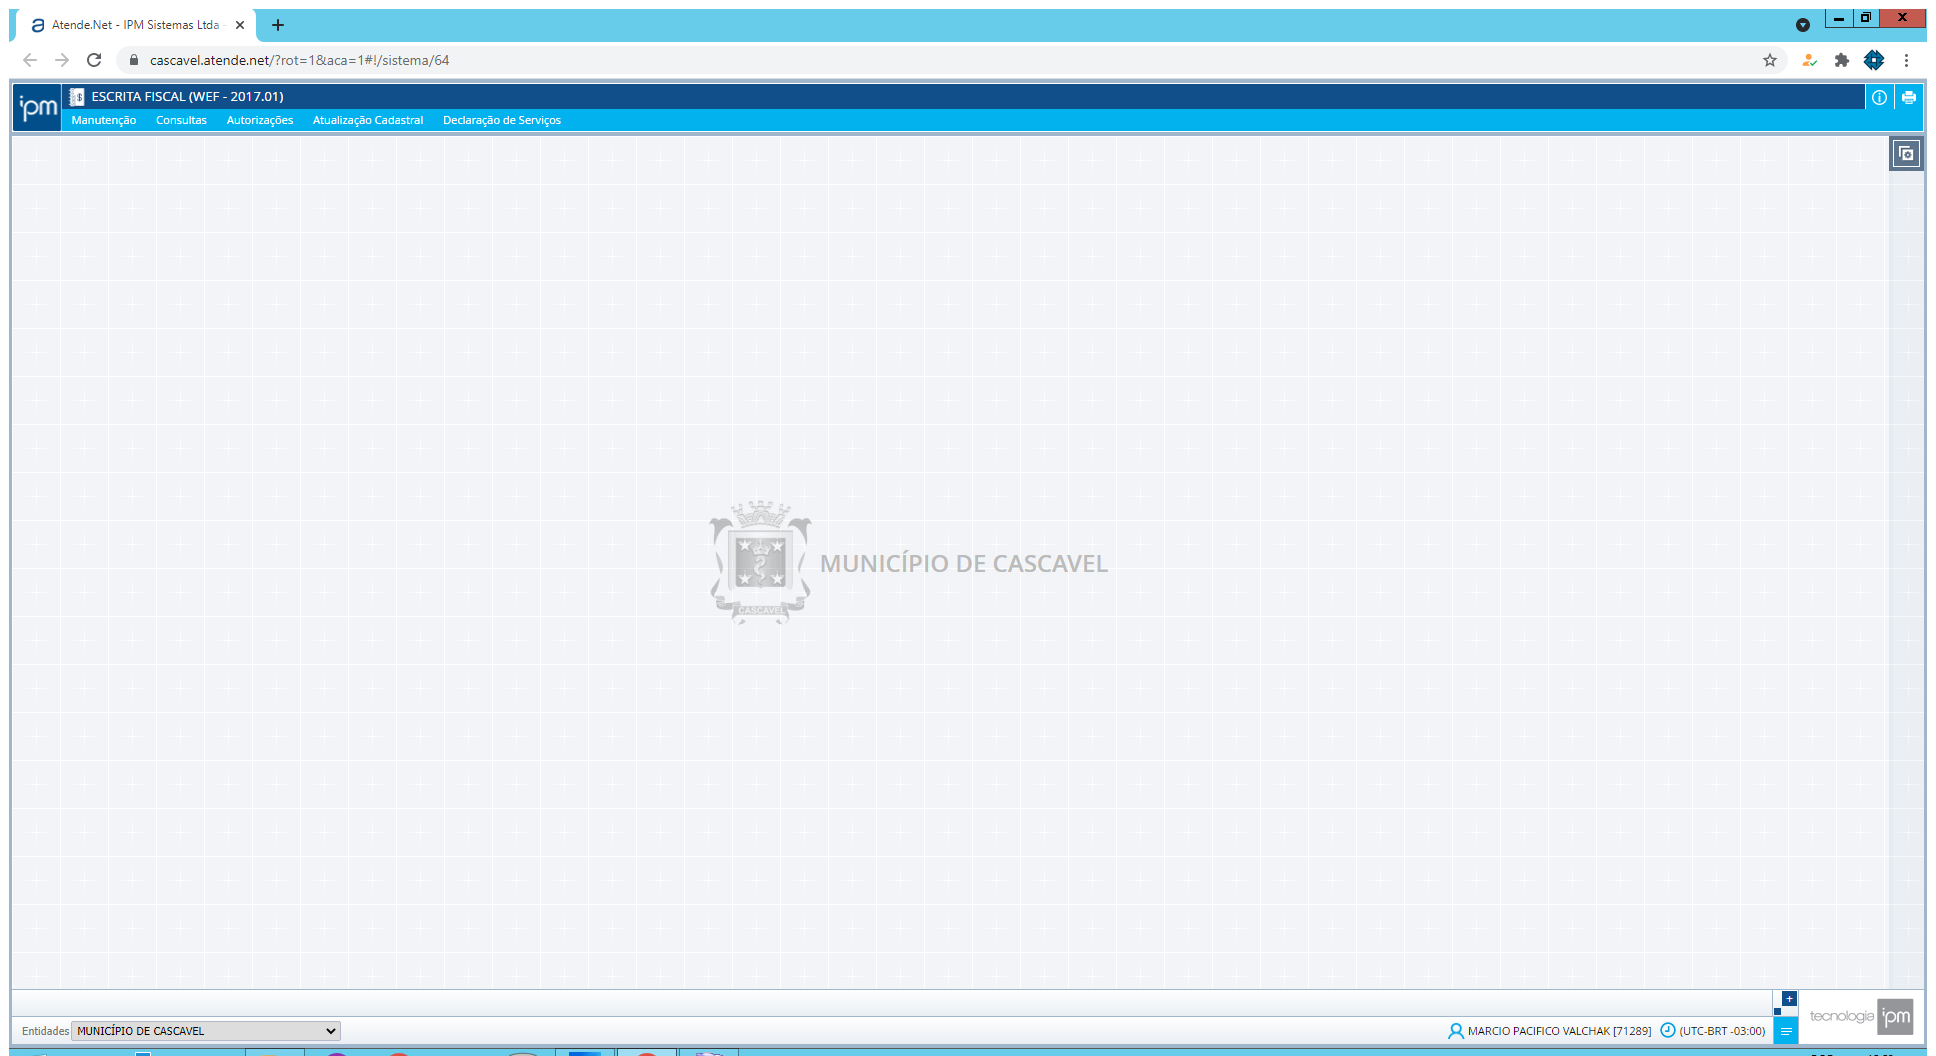 Atende.Net - IPM Sistemas Ltda
cascavel.atende.net/?rot=1&aca=1#!/sistema/64
ipm
ESCRITA FISCAL (WEF - 2017.01)
Manutenção Consultas Autorizações Atualização Cadastral Declaração de Serviços
CASCAVEL
MUNICÍPIO DE CASCAVEL
tecnologia ipm
Entidades MUNICÍPIO DE CASCAVEL
MARCIO PACIFICO VALCHAK [71289] (UTC-BRT -03:00)